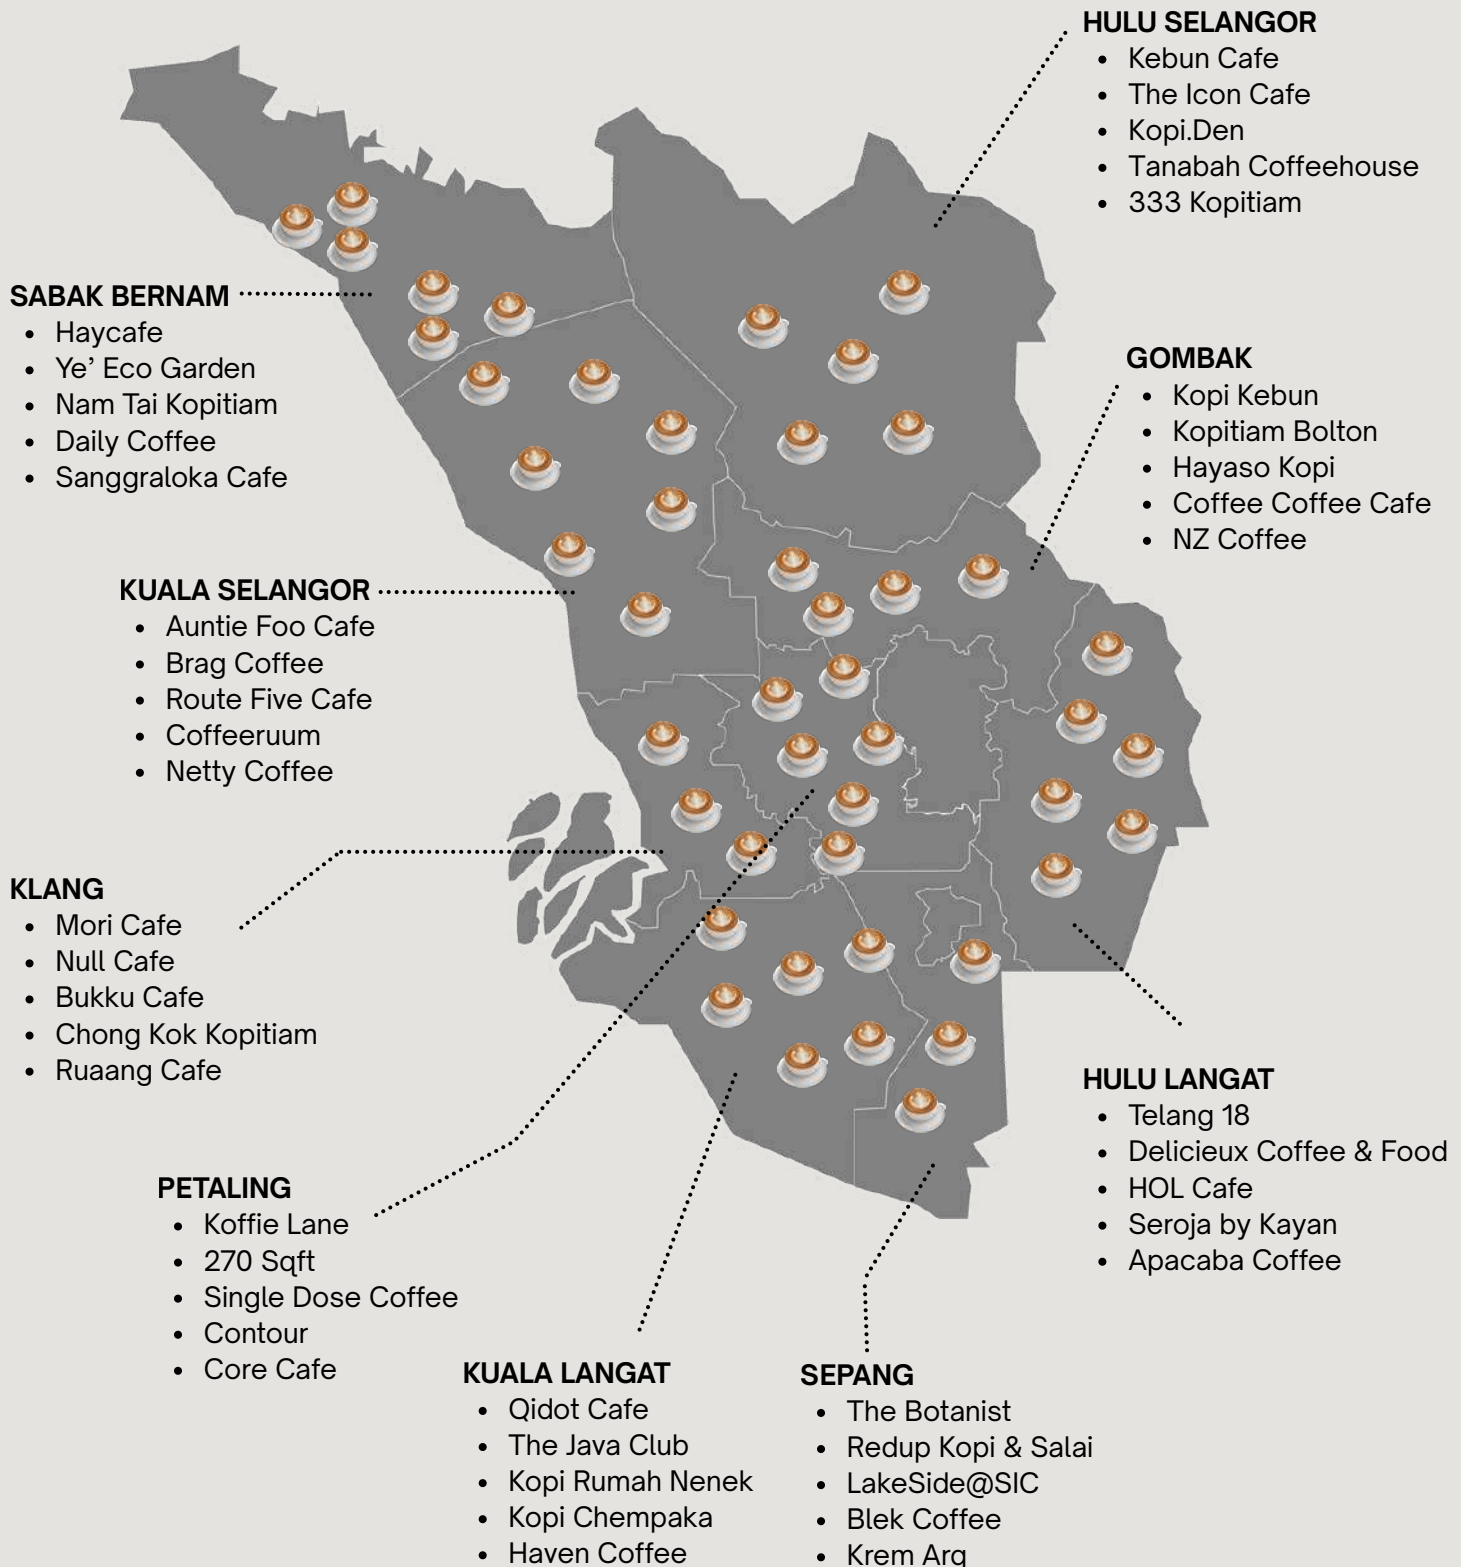 HULU SELANGOR
• Kebun Cafe
• The Icon Cafe
• Kopi.Den
• Tanabah Coffeehouse
• 333 Kopitiam
SABAK BERNAM
• Haycafe
• Ye’ Eco Garden
• Nam Tai Kopitiam
• Daily Coffee
• Sanggraloka Cafe
GOMBAK
• Kopi Kebun
• Kopitiam Bolton
• Hayaso Kopi
• Coffee Coffee Cafe
• NZ Coffee
KUALA SELANGOR
• Auntie Foo Cafe
• Brag Coffee
• Route Five Cafe
• Coffeeruum
• Netty Coffee
KLANG
• Mori Cafe
• Null Cafe
• Bukku Cafe
• Chong Kok Kopitiam
• Ruaang Cafe
HULU LANGAT
• Telang 18
• Delicieux Coffee & Food
• HOL Cafe
• Seroja by Kayan
• Apacaba Coffee
PETALING
• Koffie Lane
• 270 Sqft
• Single Dose Coffee
• Contour
• Core Cafe
KUALA LANGAT
• Qidot Cafe
• The Java Club
• Kopi Rumah Nenek
• Kopi Chempaka
• Haven Coffee
SEPANG
• The Botanist
• Redup Kopi & Salai
• LakeSide@SIC
• Blek Coffee
• Krem Arq